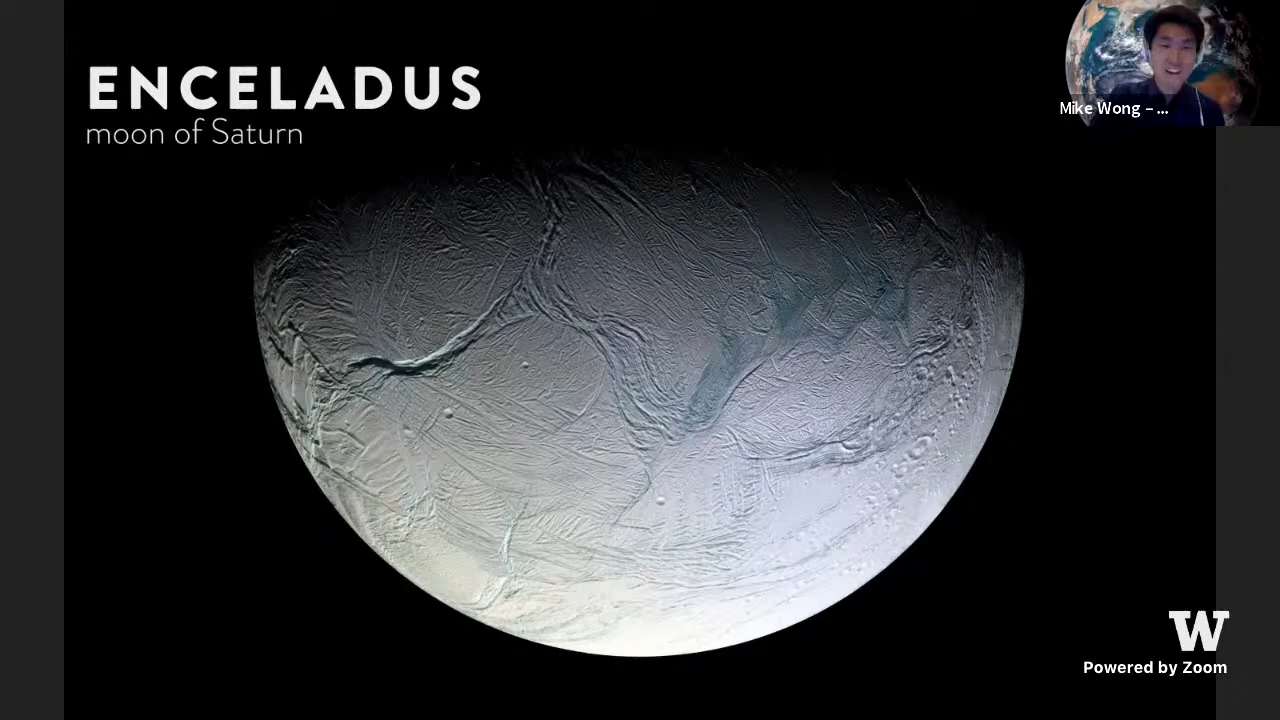 ENCELADUS
moon of Saturn
Mike Wong – ...
W
Powered by Zoom